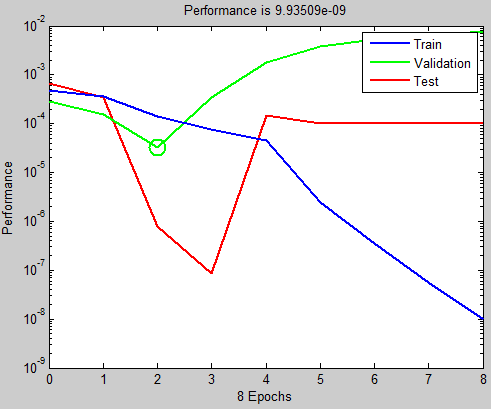 Performance is 9.93509e-09
Performance
10^-2
10^-3
10^-4
10^-5
10^-6
10^-7
10^-8
10^-9
Train
Validation
Test
0 1 2 3 4 5 6 7 8
8 Epochs